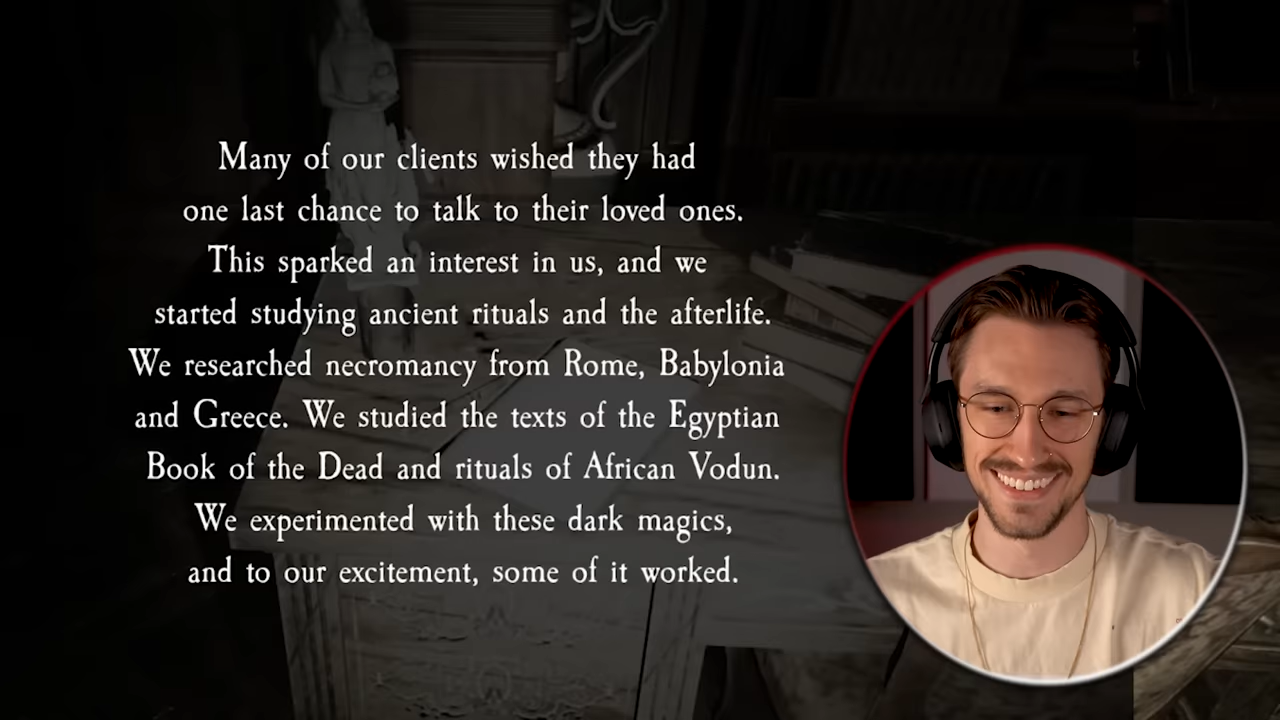 Many of our clients wished they had
one last chance to talk to their loved ones.
This sparked an interest in us, and we
started studying ancient rituals and the afterlife.
We researched necromancy from Rome, Babylonia
and Greece. We studied the texts of the Egyptian
Book of the Dead and rituals of African Vodun.
We experimented with these dark magics,
and to our excitement, some of it worked.